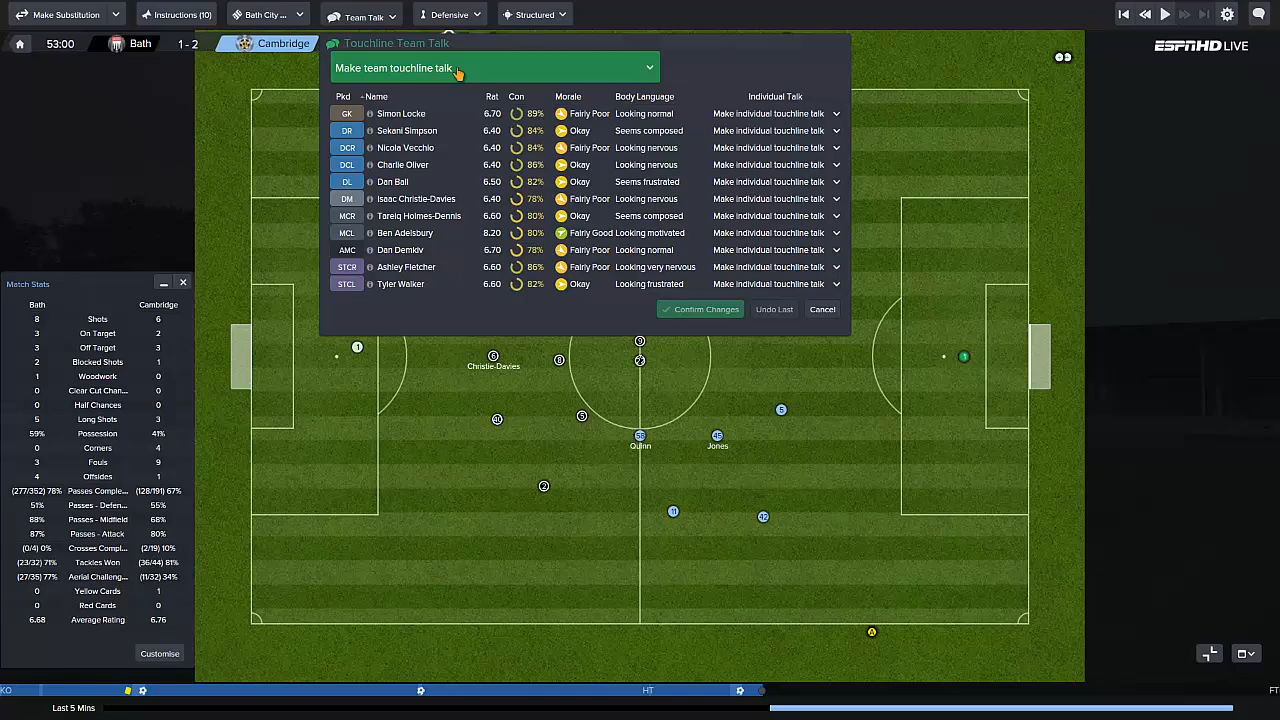 Make Substitution Instructions (10) Bath City ... Team Talk Defensive Structured
53:00 Bath 1 - 2 Cambridge
ESPNHD LIVE
Touchline Team Talk
Make team touchline talk
Pkd Name Rat Con Morale Body Language Individual Talk
GK Simon Locke 6.70 89% Fairly Poor Looking normal Make individual touchline talk
DR Sekani Simpson 6.40 84% Okay Seems composed Make individual touchline talk
DCR Nicola Vecchio 6.40 84% Fairly Poor Looking nervous Make individual touchline talk
DCL Charlie Oliver 6.40 86% Okay Looking nervous Make individual touchline talk
DL Dan Ball 6.50 82% Okay Seems frustrated Make individual touchline talk
DM Isaac Christie-Davies 6.40 78% Fairly Poor Looking nervous Make individual touchline talk
MCR Tareiq Holmes-Dennis 6.60 80% Okay Seems composed Make individual touchline talk
MCL Ben Adelsbury 8.20 80% Fairly Good Looking motivated Make individual touchline talk
AMC Dan Demkiv 6.70 78% Fairly Poor Looking normal Make individual touchline talk
STCR Ashley Fletcher 6.60 86% Fairly Poor Looking very nervous Make individual touchline talk
STCL Tyler Walker 6.60 82% Okay Looking frustrated Make individual touchline talk
Confirm Changes Undo Last Cancel
Match Stats
Bath Cambridge
8 Shots 6
3 On Target 2
3 Off Target 3
2 Blocked Shots 1
1 Woodwork 0
0 Clear Cut Chan... 0
0 Half Chances 0
5 Long Shots 3
59% Possession 41%
0 Corners 4
3 Fouls 9
4 Offsides 1
(277/352) 78% Passes Comple... (128/191) 67%
51% Passes - Defen... 55%
88% Passes - Midfield 68%
87% Passes - Attack 80%
(0/4) 0% Crosses Compl... (2/19) 10%
(23/32) 71% Tackles Won (36/44) 81%
(27/35) 77% Aerial Challeng... (11/32) 34%
0 Yellow Cards 1
0 Red Cards 0
6.68 Average Rating 6.76
Customise
9
1
6
8
1
Christie-Davies
5
40
5
Quinn
45
Jones
2
11
42
A
KO HT FT
Last 5 Mins